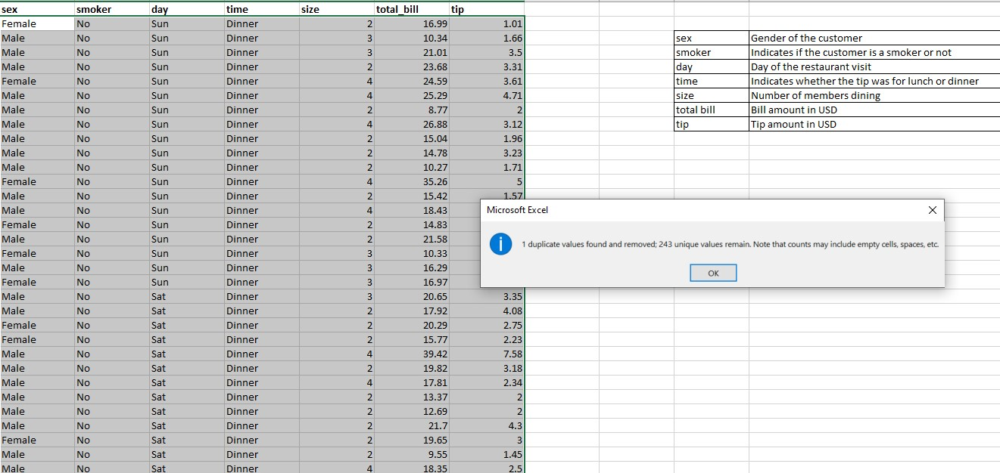 sex smoker day time size total_bill tip
Female No Sun Dinner 2 16.99 1.01
Male No Sun Dinner 3 10.34 1.66 sex Gender of the customer
Male No Sun Dinner 3 21.01 3.5 smoker Indicates if the customer is a smoker or not
Male No Sun Dinner 2 23.68 3.31 day Day of the restaurant visit
Female No Sun Dinner 4 24.59 3.61 time Indicates whether the tip was for lunch or dinner
Male No Sun Dinner 4 25.29 4.71 size Number of members dining
Male No Sun Dinner 2 8.77 2 total bill Bill amount in USD
Male No Sun Dinner 4 26.88 3.12 tip Tip amount in USD
Male No Sun Dinner 2 15.04 1.96
Male No Sun Dinner 2 14.78 3.23
Male No Sun Dinner 2 10.27 1.71
Female No Sun Dinner 4 35.26 5
Male No Sun Dinner 2 15.42 1.57
Male No Sun Dinner 4 18.43
Female No Sun Dinner 2 14.83
Male No Sun Dinner 2 21.58
Female No Sun Dinner 3 10.33
Male No Sun Dinner 3 16.29
Female No Sun Dinner 3 16.97
Microsoft Excel
1 duplicate values found and removed; 243 unique values remain. Note that counts may include empty cells, spaces, etc.
OK
Male No Sat Dinner 3 20.65 3.35
Male No Sat Dinner 2 17.92 4.08
Female No Sat Dinner 2 20.29 2.75
Female No Sat Dinner 2 15.77 2.23
Male No Sat Dinner 4 39.42 7.58
Male No Sat Dinner 2 19.82 3.18
Male No Sat Dinner 4 17.81 2.34
Male No Sat Dinner 2 13.37 2
Male No Sat Dinner 2 12.69 2
Male No Sat Dinner 2 21.7 4.3
Female No Sat Dinner 2 19.65 3
Male No Sat Dinner 2 9.55 1.45
Male No Sat Dinner 4 18.35 2.5